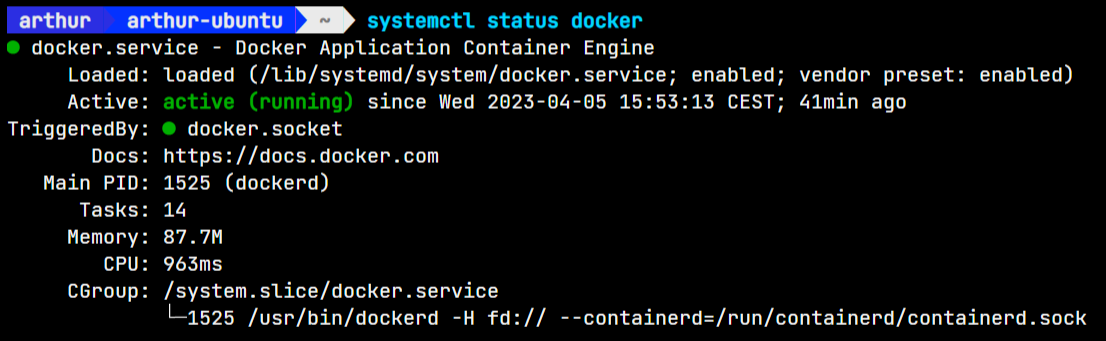 arthur arthur-ubuntu ~ systemctl status docker
● docker.service - Docker Application Container Engine
Loaded: loaded (/lib/systemd/system/docker.service; enabled; vendor preset: enabled)
Active: active (running) since Wed 2023-04-05 15:53:13 CEST; 41min ago
TriggeredBy: ● docker.socket
Docs: https://docs.docker.com
Main PID: 1525 (dockerd)
Tasks: 14
Memory: 87.7M
CPU: 963ms
CGroup: /system.slice/docker.service
└─1525 /usr/bin/dockerd -H fd:// --containerd=/run/containerd/containerd.sock